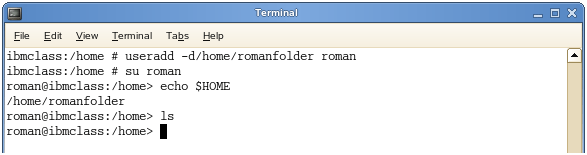 Terminal
File Edit View Terminal Tabs Help
ibmclass:/home # useradd -d/home/romanfolder roman
ibmclass:/home # su roman
roman@ibmclass:/home> echo $HOME
/home/romanfolder
roman@ibmclass:/home> ls
roman@ibmclass:/home>